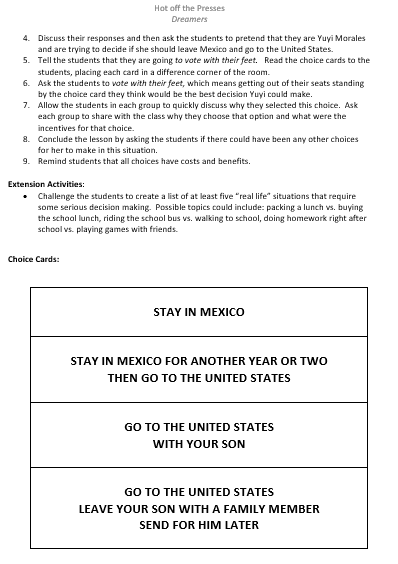 Hot off the Presses
Dreamers
4. Discuss their responses and then ask the students to pretend that they are Yuyi Morales
and are trying to decide if she should leave Mexico and go to the United States.
5. Tell the students that they are going to vote with their feet. Read the choice cards to the
students, placing each card in a difference corner of the room.
6. Ask the students to vote with their feet, which means getting out of their seats standing
by the choice card they think would be the best decision Yuyi could make.
7. Allow the students in each group to quickly discuss why they selected this choice. Ask
each group to share with the class why they choose that option and what were the
incentives for that choice.
8. Conclude the lesson by asking the students if there could have been any other choices
for her to make in this situation.
9. Remind students that all choices have costs and benefits.
Extension Activities:
• Challenge the students to create a list of at least five “real life” situations that require
some serious decision making. Possible topics could include: packing a lunch vs. buying
the school lunch, riding the school bus vs. walking to school, doing homework right after
school vs. playing games with friends.
Choice Cards:
STAY IN MEXICO
STAY IN MEXICO FOR ANOTHER YEAR OR TWO
THEN GO TO THE UNITED STATES
GO TO THE UNITED STATES
WITH YOUR SON
GO TO THE UNITED STATES
LEAVE YOUR SON WITH A FAMILY MEMBER
SEND FOR HIM LATER